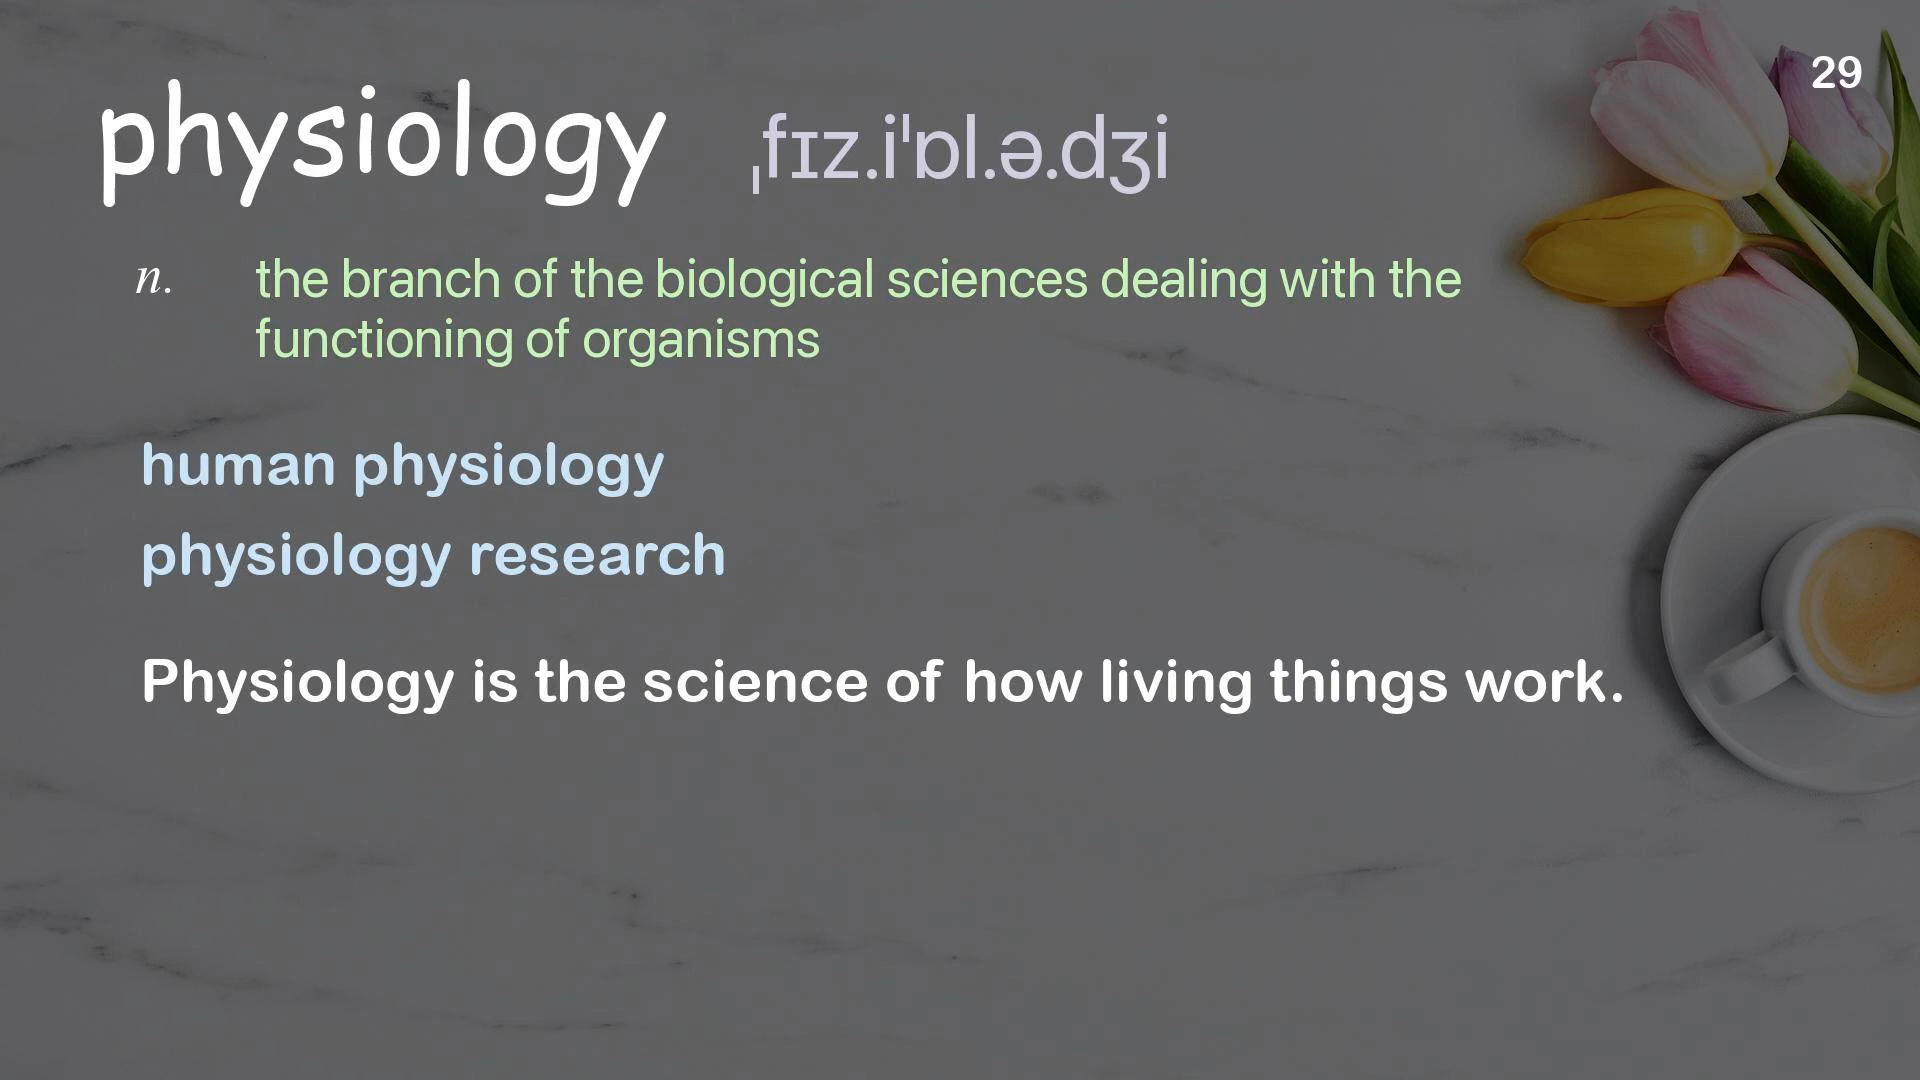 29
physiology ˌfɪz.iˈɒl.ə.dʒi
n. the branch of the biological sciences dealing with the
functioning of organisms
human physiology
physiology research
Physiology is the science of how living things work.